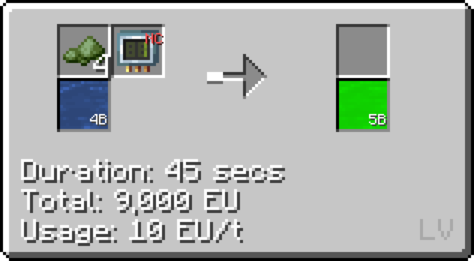 4
NC
4B
5B
Duration: 45 secs
Total: 9,000 EU
Usage: 10 EU/t
LV